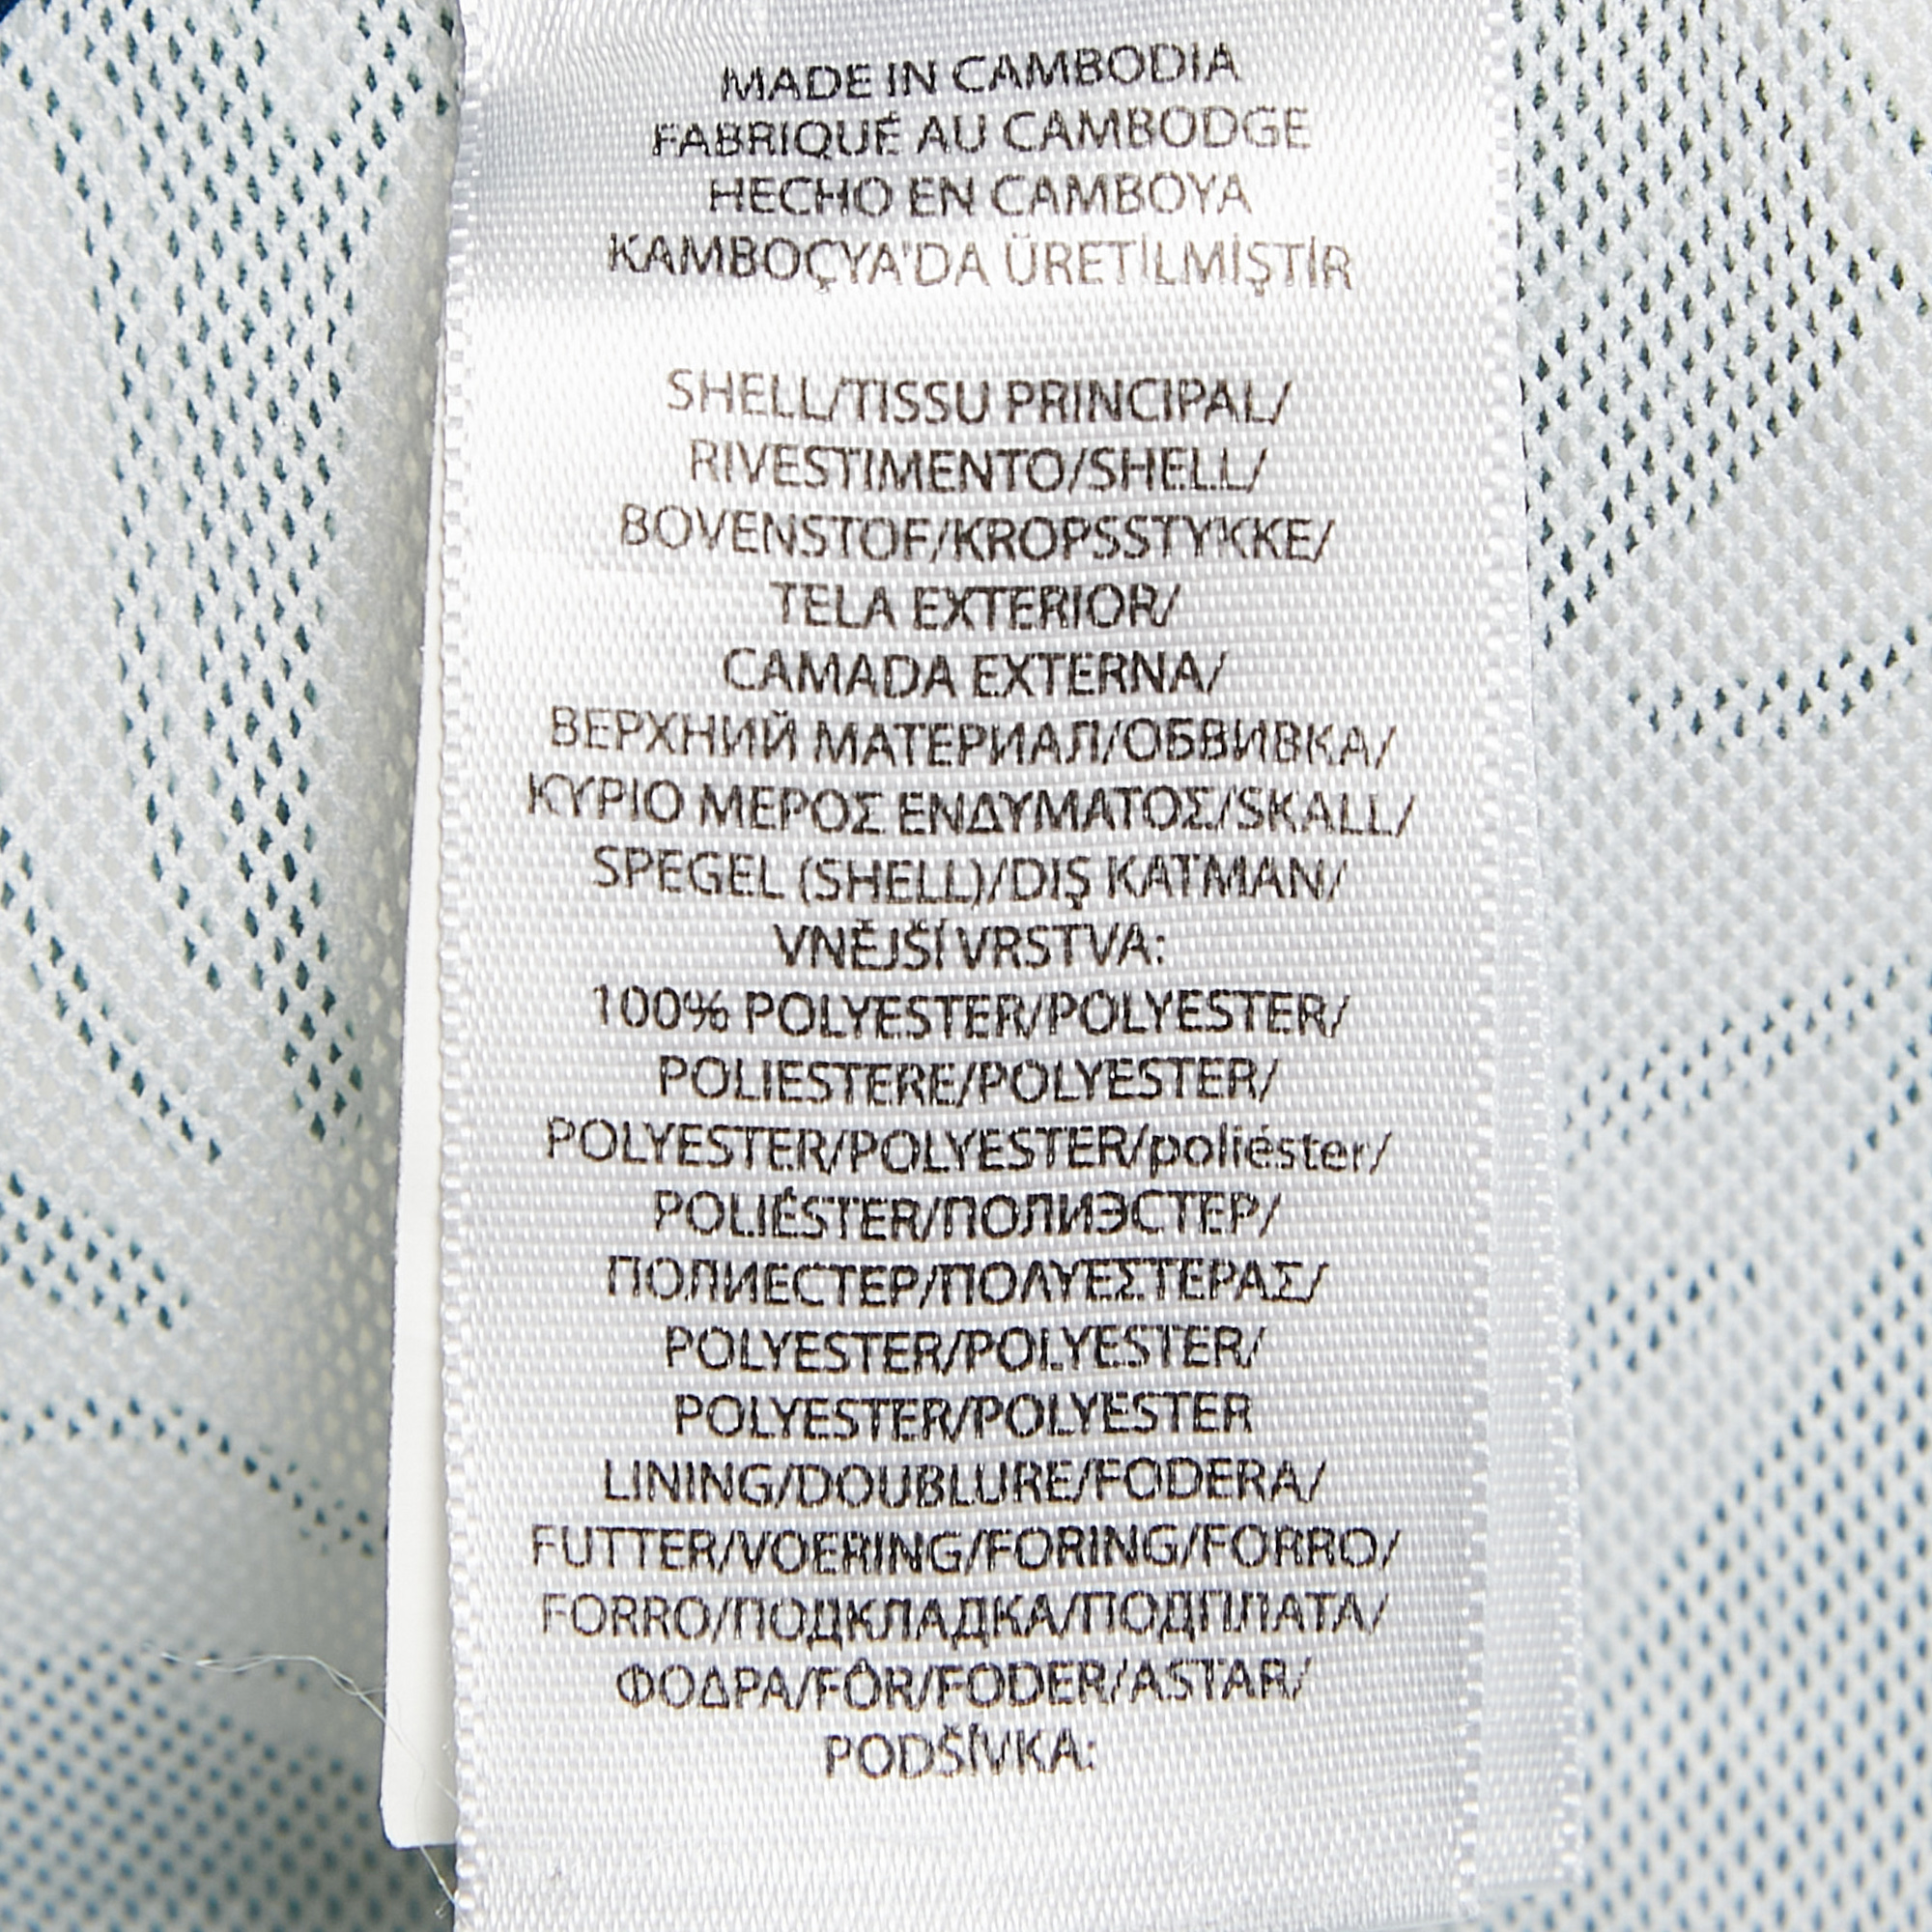 MADE IN CAMBODIA
FABRIQUÉ AU CAMBODGE
HECHO EN CAMBOYA
KAMBOÇYA'DA ÜRETİLMİŞTİR
SHELL/TISSU PRINCIPAL/
RIVESTIMENTO/SHELL/
BOVENSTOF/KROPSSTYKKE/
TELA EXTERIOR/
CAMADA EXTERNA/
ВЕРХНИЙ МАТЕРИАЛ/ОБВИВКА/
ΚΥΡΙΟ ΜΕΡΟΣ ΕΝΔΥΜΑΤΟΣ/SKALL/
SPEGEL (SHELL)/DIŞ KATMAN/
VNĚJŠÍ VRSTVA:
100% POLYESTER/POLYESTER/
POLIESTERE/POLYESTER/
POLYESTER/POLYESTER/poliéster/
POLIÉSTER/ПОЛИЭСТЕР/
ПОЛИЕСТЕР/ΠΟΛΥΕΣΤΕΡΑΣ/
POLYESTER/POLYESTER/
POLYESTER/POLYESTER
LINING/DOUBLURE/FODERA/
FUTTER/VOERING/FORING/FORRO/
FORRO/ПОДКЛАДКА/ПОДПЛАТА/
ΦΟΔΡΑ/FÔR/FODER/ASTAR/
PODŠÍVKA: